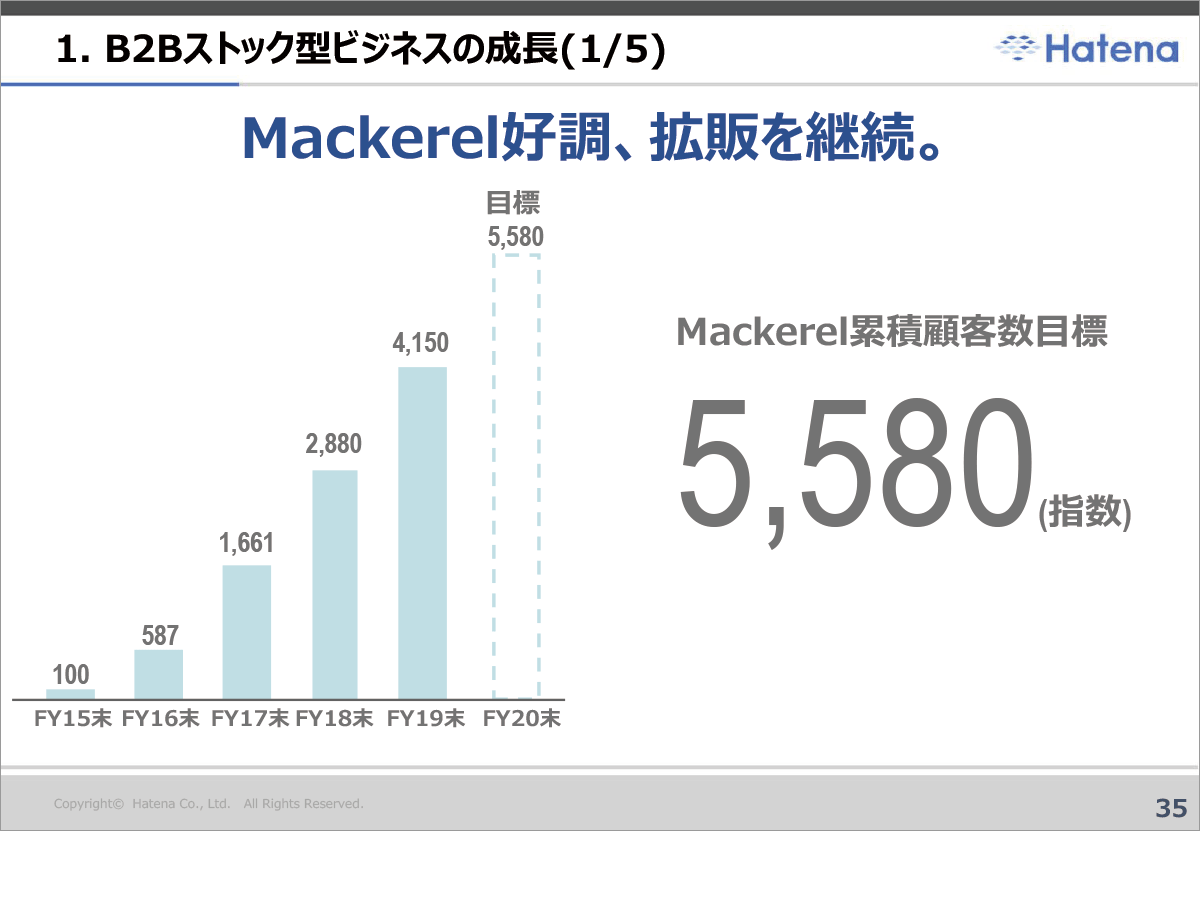 1. B2Bストック型ビジネスの成長(1/5)
Hatena
Mackerel好調、拡販を継続。
目標
5,580
4,150
2,880
1,661
587
100
FY15末 FY16末 FY17末 FY18末 FY19末 FY20末
Mackerel累積顧客数目標
5,580(指数)
Copyright© Hatena Co., Ltd. All Rights Reserved.
35